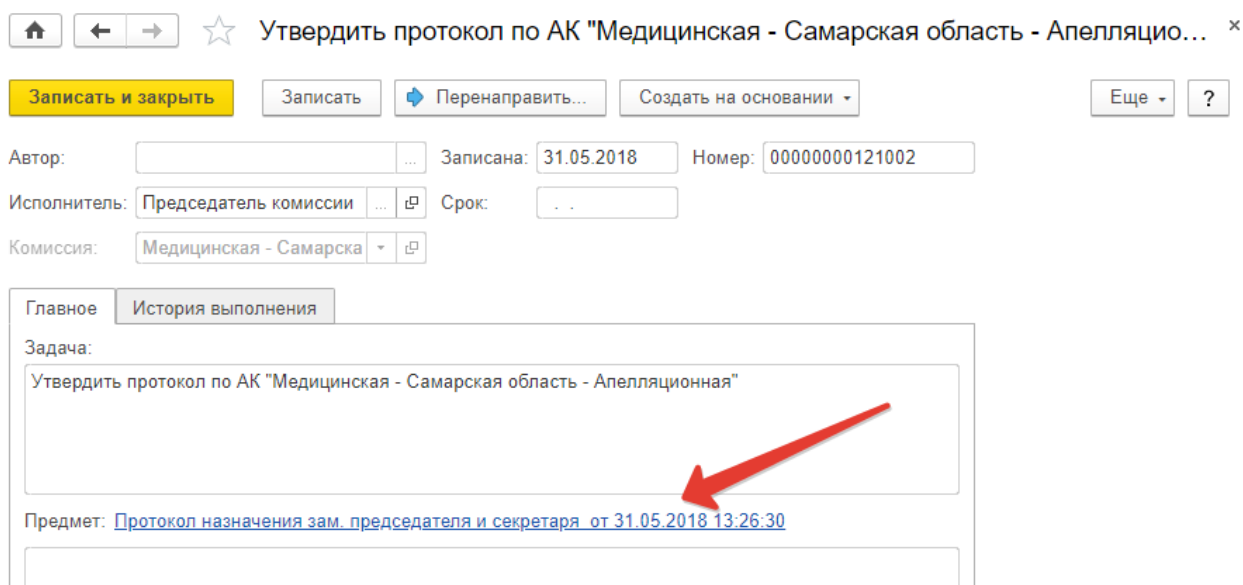 Утвердить протокол по АК "Медицинская - Самарская область - Апелляцио... ×
Записать и закрыть Записать Перенаправить... Создать на основании Еще ?
Автор: ... Записана: 31.05.2018 Номер: 00000000121002
Исполнитель: Председатель комиссии ... Срок: . .
Комиссия: Медицинская - Самарска
Главное История выполнения
Задача:
Утвердить протокол по АК "Медицинская - Самарская область - Апелляционная"
Предмет: Протокол назначения зам. председателя и секретаря от 31.05.2018 13:26:30